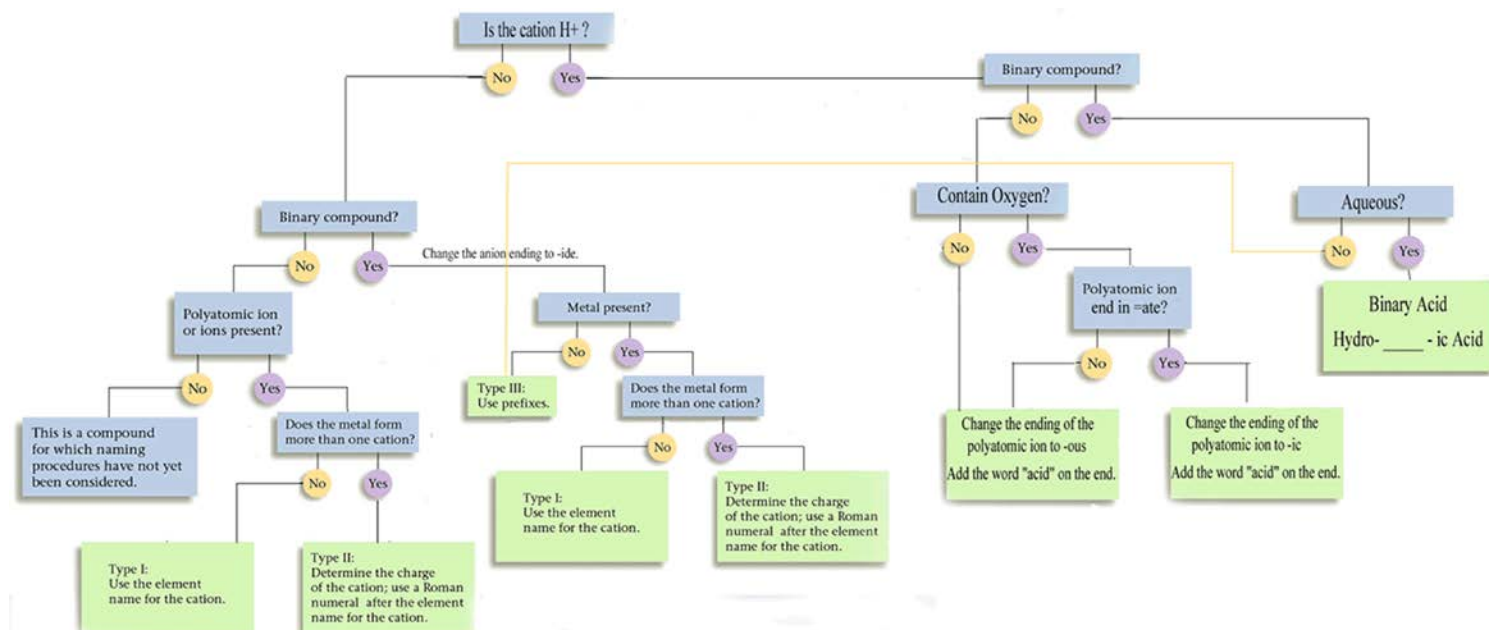 Is the cation H+ ?
No
Yes
Binary compound?
No
Yes
Binary compound?
No
Yes
Change the anion ending to -ide.
Contain Oxygen?
No
Yes
Aqueous?
No
Yes
Polyatomic ion
or ions present?
No
Yes
Metal present?
No
Yes
Polyatomic ion
end in =ate?
No
Yes
Binary Acid
Hydro- _____ - ic Acid
This is a compound
for which naming
procedures have not yet
been considered.
Does the metal form
more than one cation?
No
Yes
Type III:
Use prefixes.
Does the metal form
more than one cation?
No
Yes
Change the ending of the
polyatomic ion to -ous
Add the word "acid" on the end.
Change the ending of the
polyatomic ion to -ic
Add the word "acid" on the end.
Type I:
Use the element
name for the cation.
Type II:
Determine the charge
of the cation; use a Roman
numeral after the element
name for the cation.
Type I:
Use the element
name for the cation.
Type II:
Determine the charge
of the cation; use a Roman
numeral after the element
name for the cation.